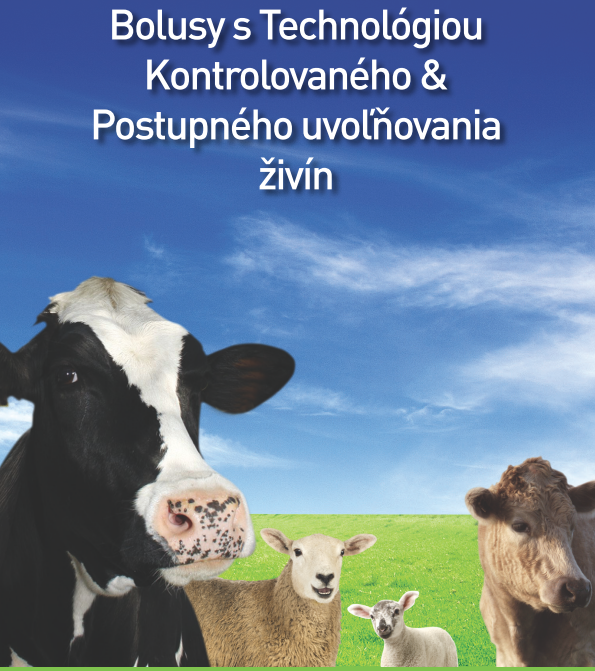 Bolusy s Technológiou
Kontrolovaného &
Postupného uvoľňovania
živín